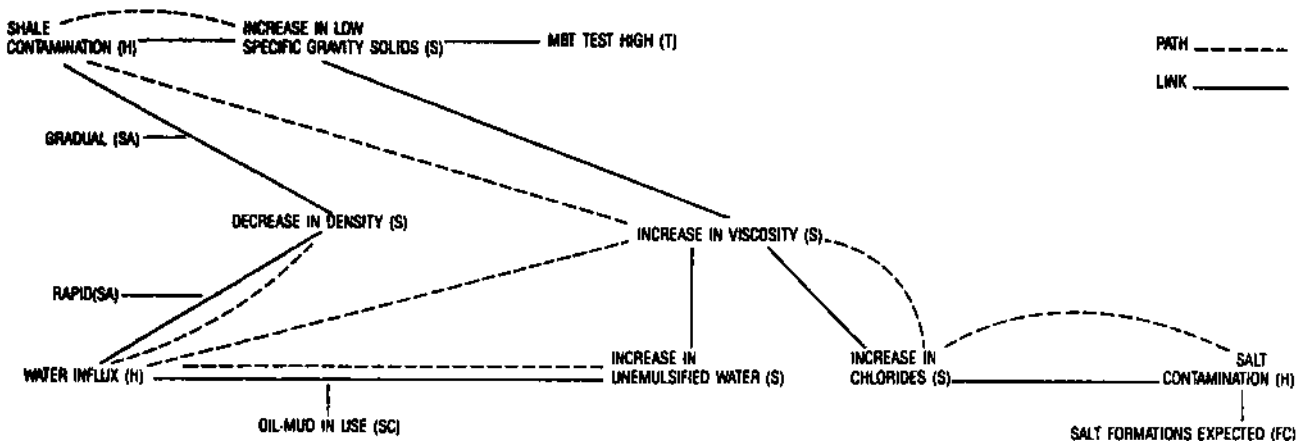 SHALE
CONTAMINATION (H)
INCREASE IN LOW
SPECIFIC GRAVITY SOLIDS (S)
MBT TEST HIGH (T)
PATH
LINK
GRADUAL (SA)
DECREASE IN DENSITY (S)
INCREASE IN VISCOSITY (S)
RAPID(SA)
WATER INFLUX (H)
INCREASE IN
UNEMULSIFIED WATER (S)
INCREASE IN
CHLORIDES (S)
SALT
CONTAMINATION (H)
OIL-MUD IN USE (SC)
SALT FORMATIONS EXPECTED (FC)